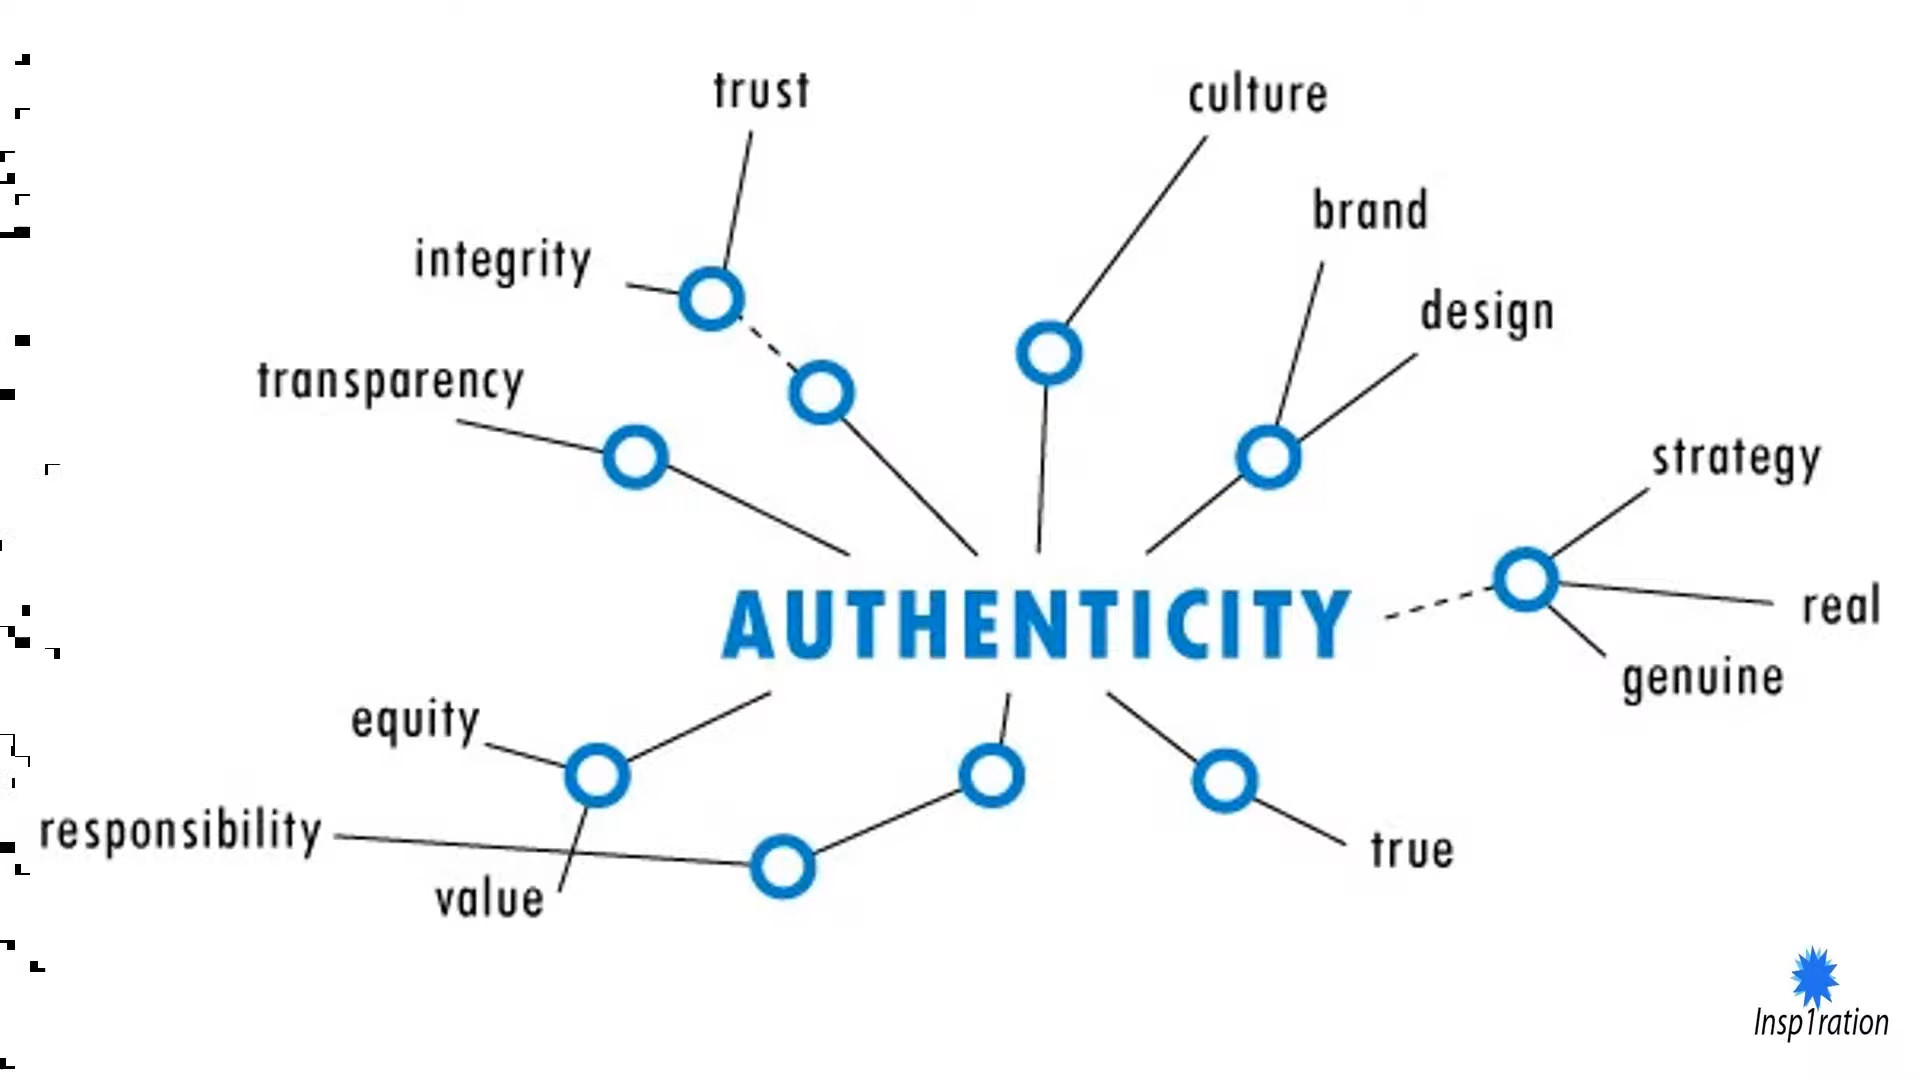 trust
culture
brand
integrity
design
transparency
strategy
real
AUTHENTICITY
genuine
equity
responsibility
true
value
Insp1ration